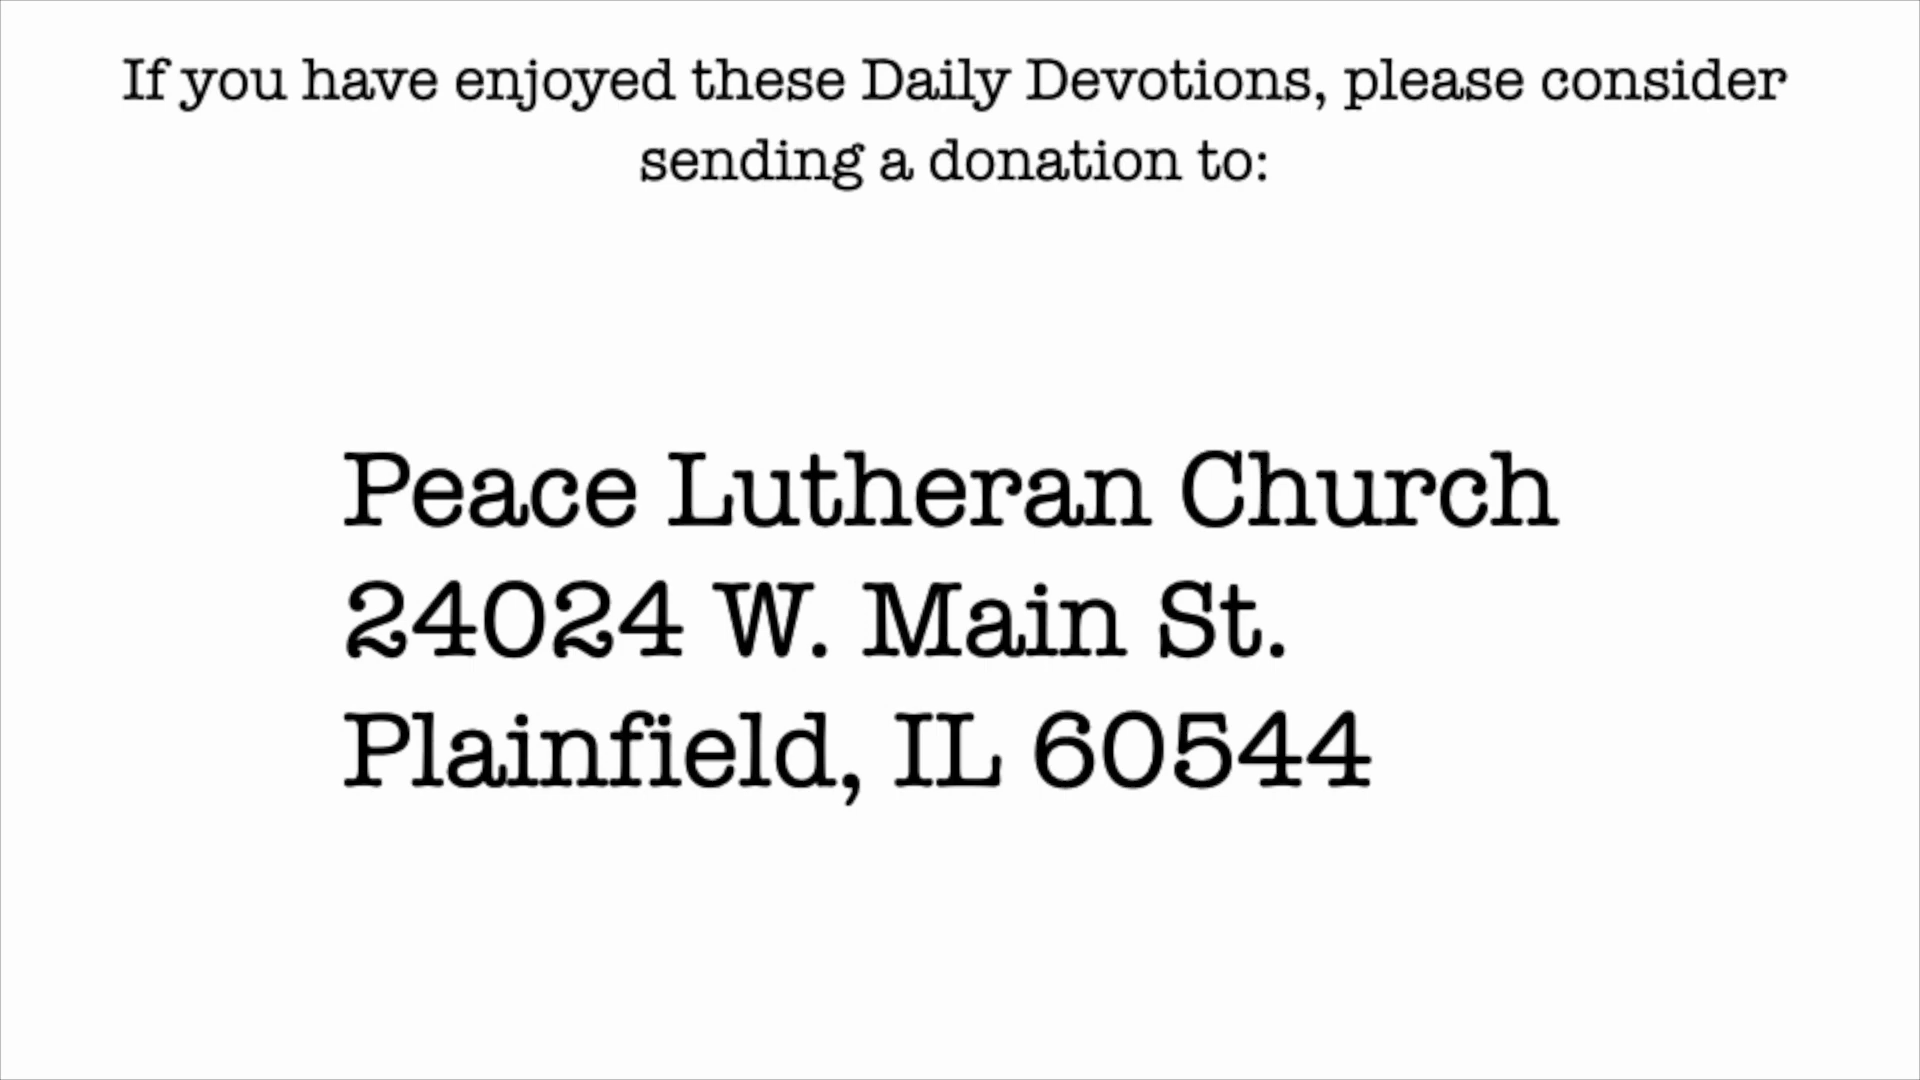 If you have enjoyed these Daily Devotions, please consider
sending a donation to:
Peace Lutheran Church
24024 W. Main St.
Plainfield, IL 60544